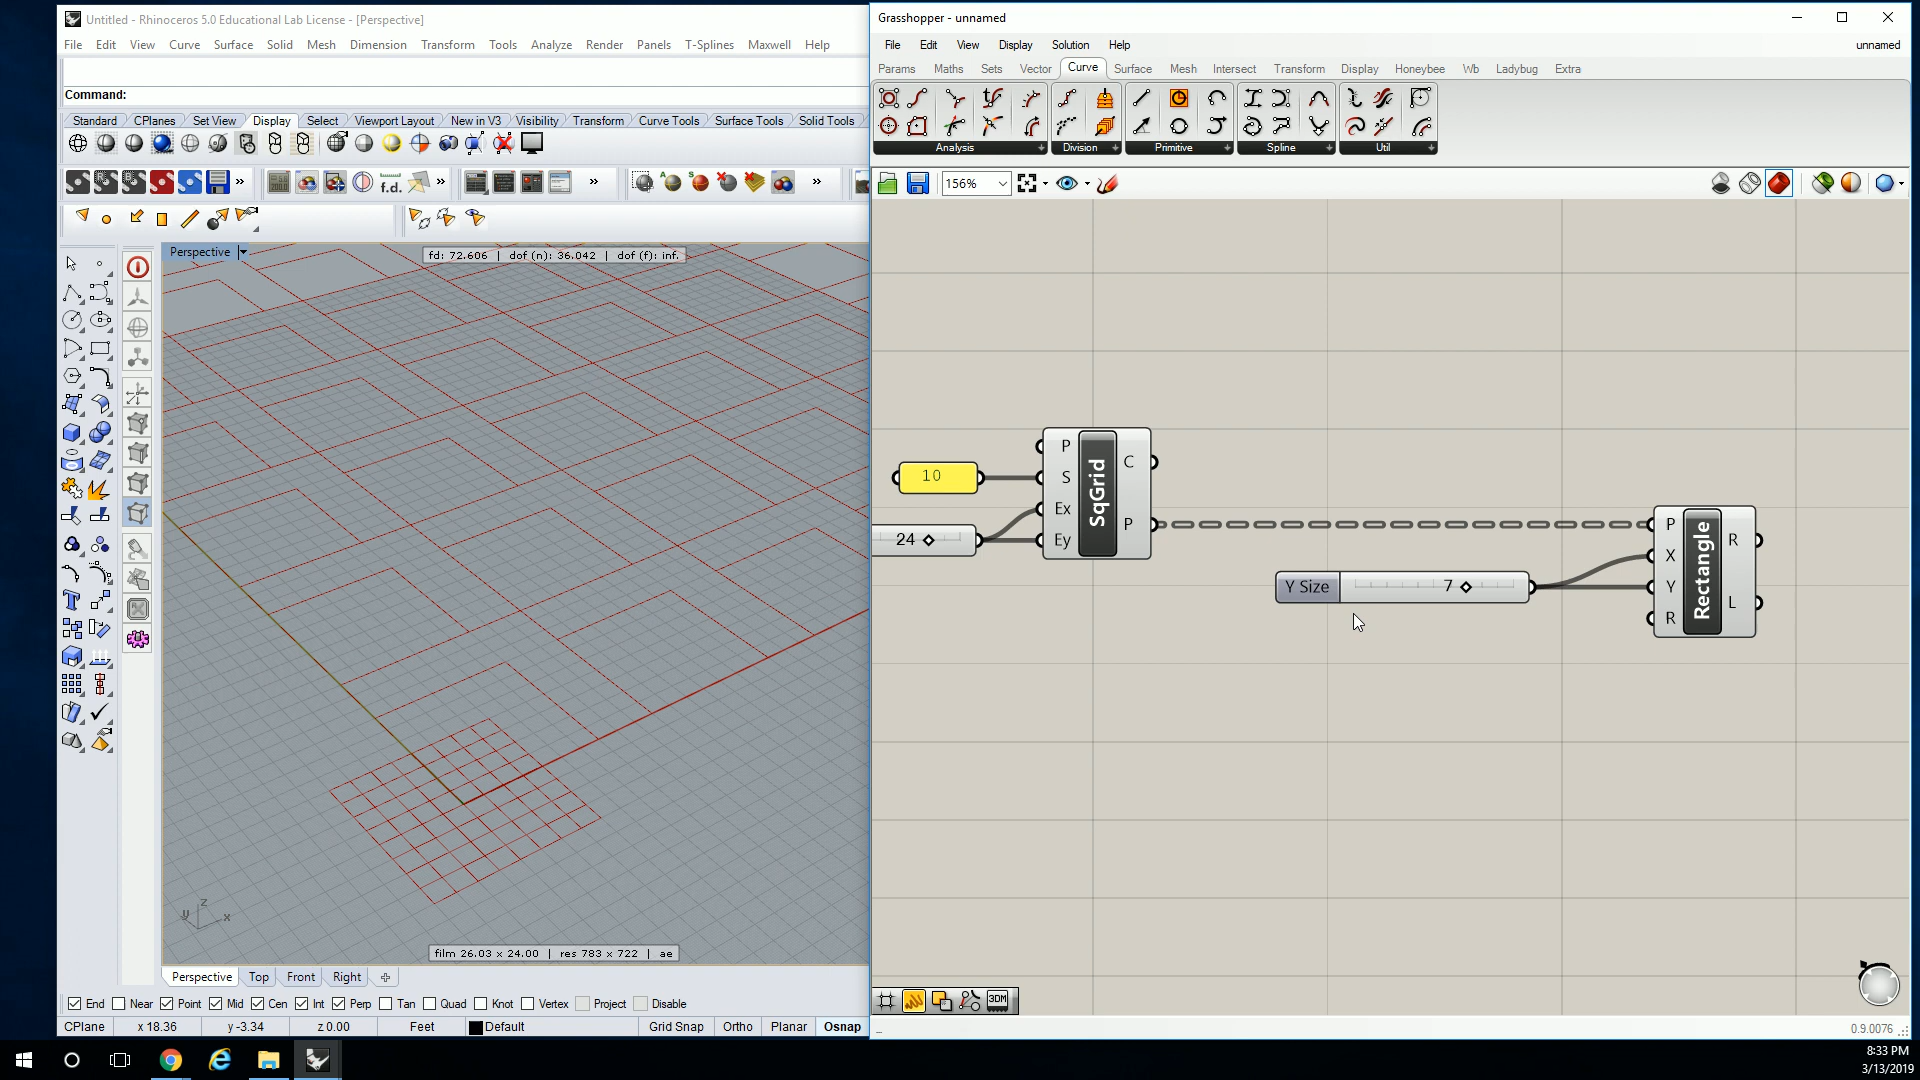 Untitled - Rhinoceros 5.0 Educational Lab License - [Perspective]
File Edit View Curve Surface Solid Mesh Dimension Transform Tools Analyze Render Panels T-Splines Maxwell Help
Command:
Standard CPlanes Set View Display Select Viewport Layout New in V3 Visibility Transform Curve Tools Surface Tools Solid Tools
f.d.
Perspective
fd: 72.606 | dof (n): 36.042 | dof (f): inf.
z
y
x
film 26.03 x 24.00 | res 783 x 722 | ae
Perspective Top Front Right
End Near Point Mid Cen Int Perp Tan Quad Knot Vertex Project Disable
CPlane x 18.36 y -3.34 z 0.00 Feet Default Grid Snap Ortho Planar Osnap
Grasshopper - unnamed
File Edit View Display Solution Help unnamed
Params Maths Sets Vector Curve Surface Mesh Intersect Transform Display Honeybee Wb Ladybug Extra
Analysis Division Primitive Spline Util
156%
10
24
P
S
Ex
Ey
SqGrid
C
P
Y Size 7
P
X
Y
R
Rectangle
R
L
3DM
0.9.0076
8:33 PM
3/13/2019